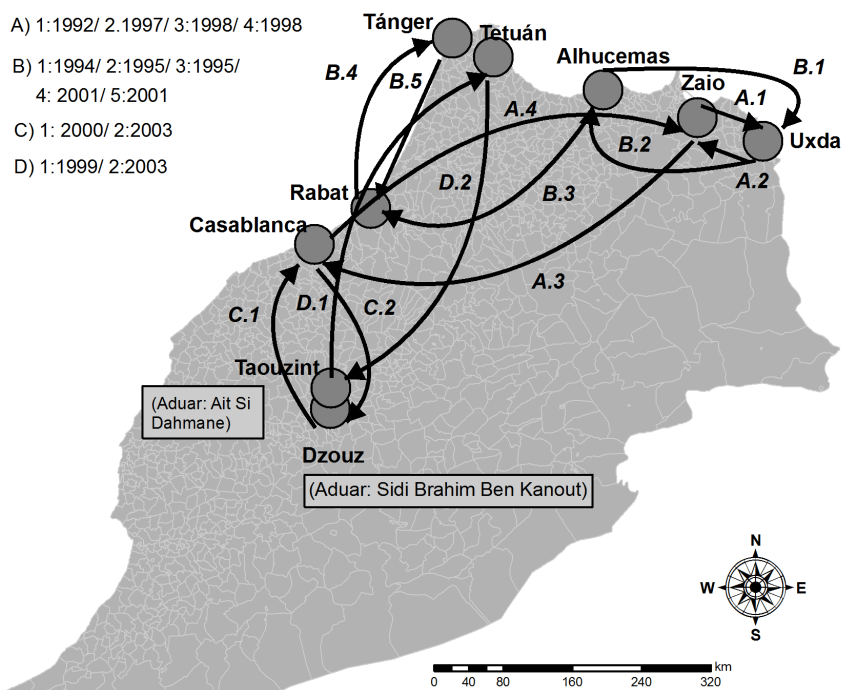 A) 1:1992/ 2.1997/ 3:1998/ 4:1998
B) 1:1994/ 2:1995/ 3:1995/
4: 2001/ 5:2001
C) 1: 2000/ 2:2003
D) 1:1999/ 2:2003
Tánger
Tetuán
Alhucemas
Zaio
Uxda
Rabat
Casablanca
Taouzint
Dzouz
B.4
B.5
A.4
B.1
A.1
B.2
A.2
D.2
B.3
A.3
D.1
C.2
C.1
(Aduar: Ait Si
Dahmane)
(Aduar: Sidi Brahim Ben Kanout)
N
W
E
S
km
0 40 80 160 240 320